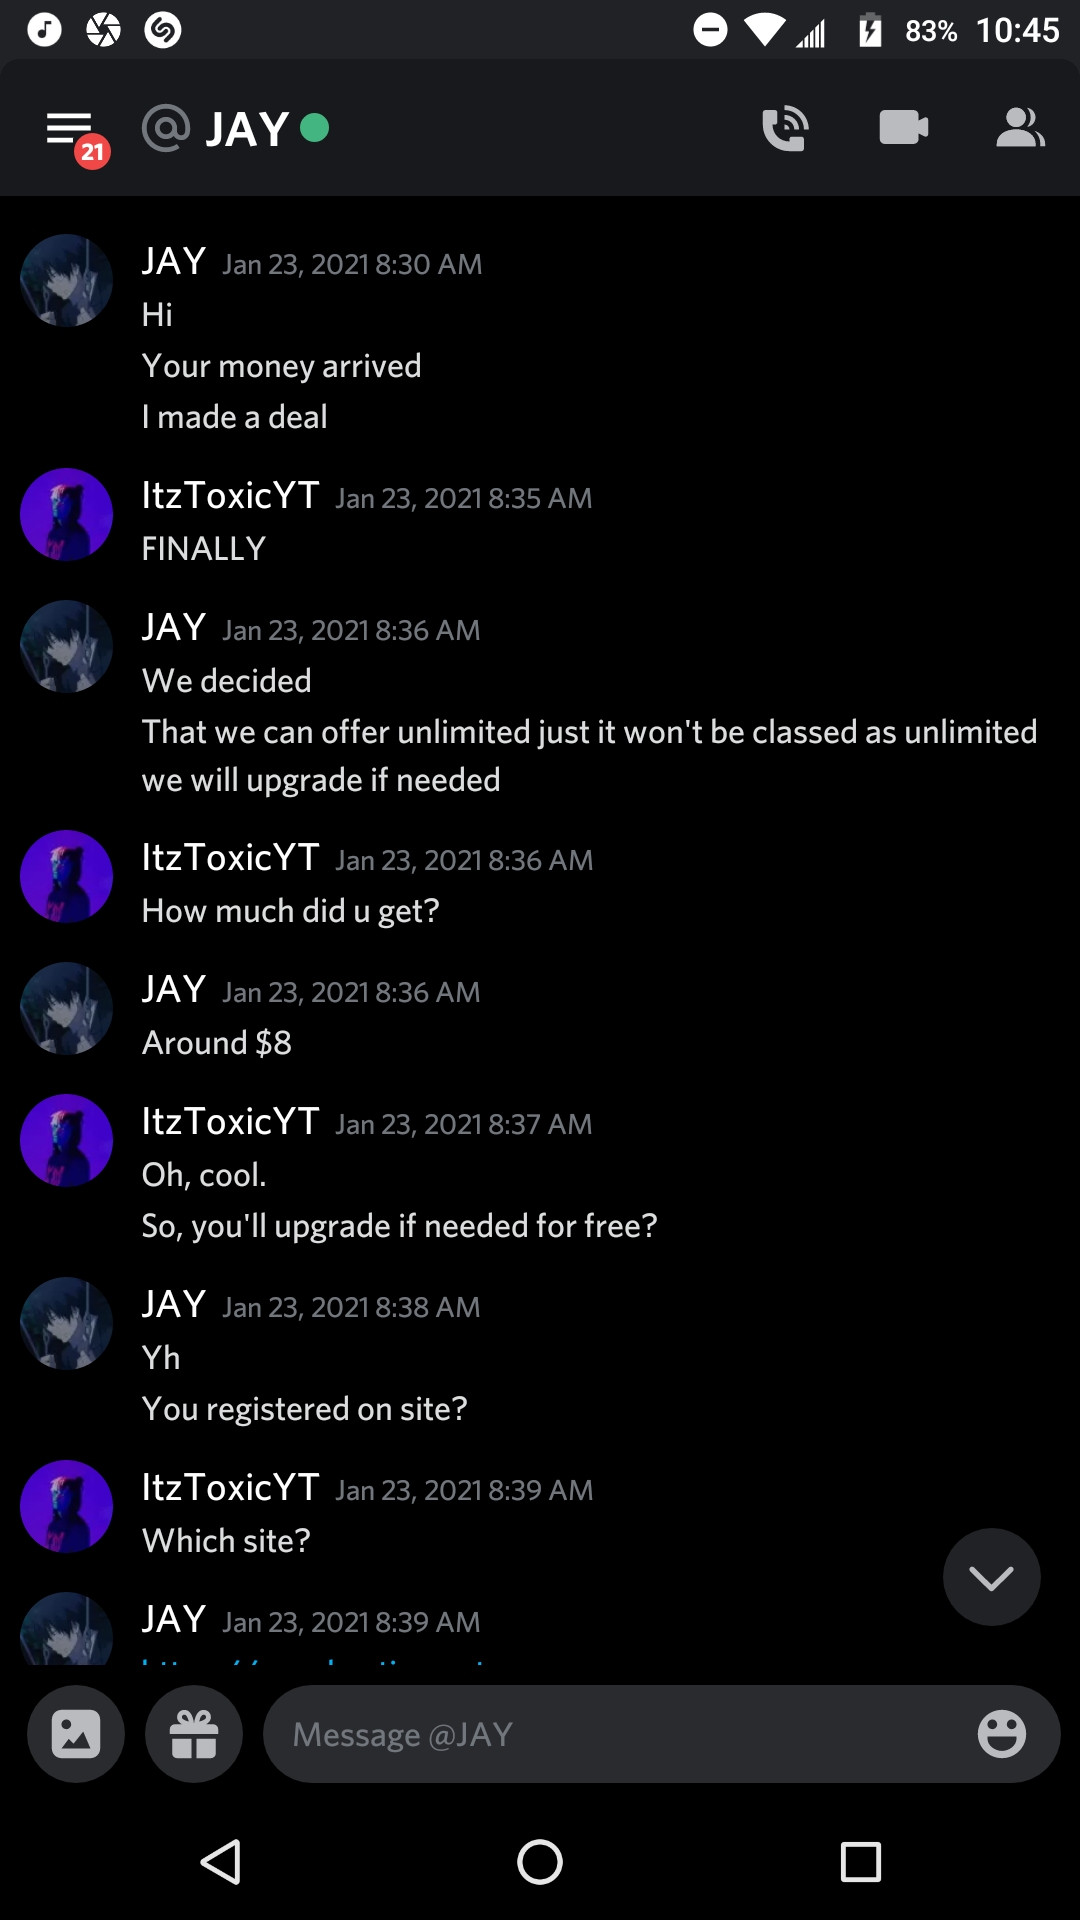 83% 10:45
21
@ JAY
JAY Jan 23, 2021 8:30 AM
Hi
Your money arrived
I made a deal
ItzToxicYT Jan 23, 2021 8:35 AM
FINALLY
JAY Jan 23, 2021 8:36 AM
We decided
That we can offer unlimited just it won't be classed as unlimited
we will upgrade if needed
ItzToxicYT Jan 23, 2021 8:36 AM
How much did u get?
JAY Jan 23, 2021 8:36 AM
Around $8
ItzToxicYT Jan 23, 2021 8:37 AM
Oh, cool.
So, you'll upgrade if needed for free?
JAY Jan 23, 2021 8:38 AM
Yh
You registered on site?
ItzToxicYT Jan 23, 2021 8:39 AM
Which site?
JAY Jan 23, 2021 8:39 AM
Message @JAY